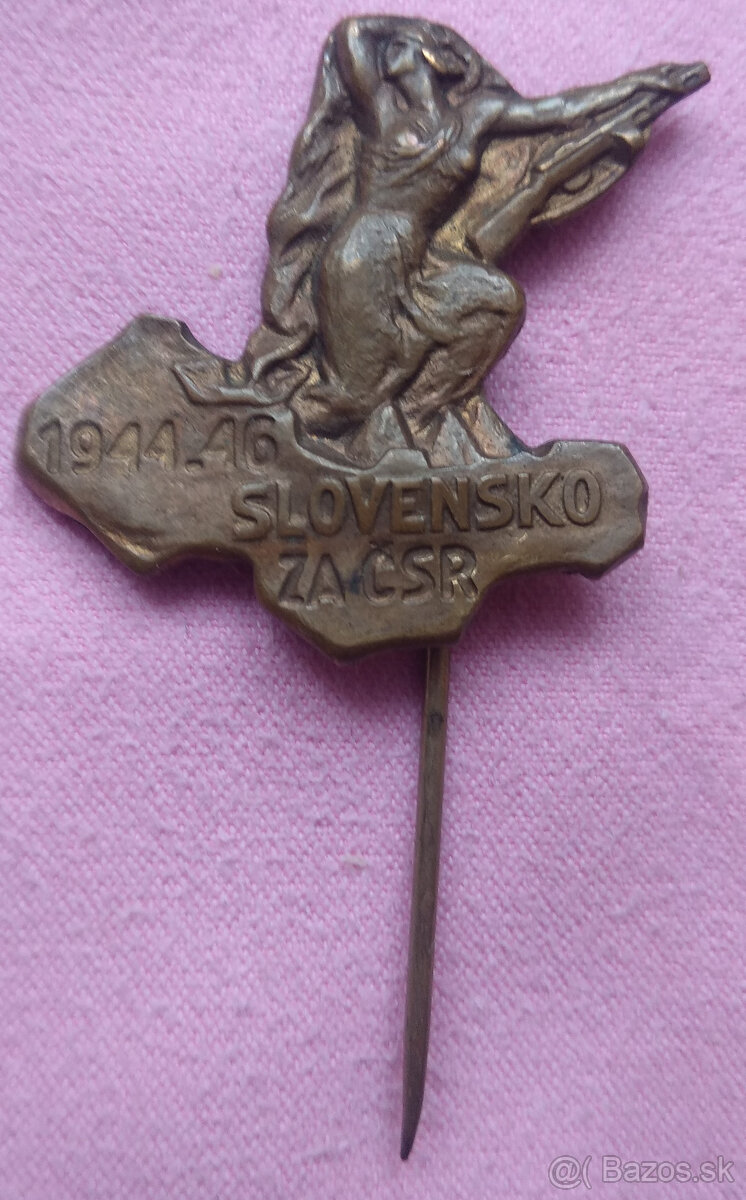 1944.46
SLOVENSKO
ZA ČSR
@( Bazos.sk